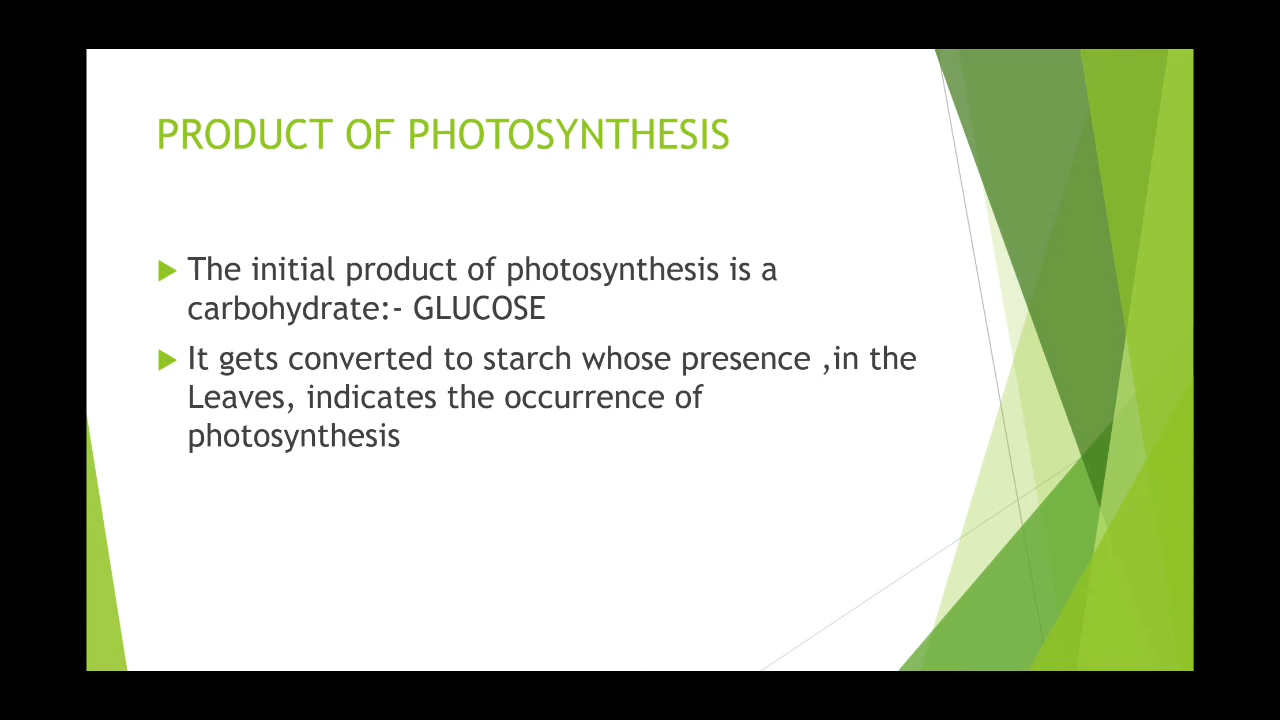 PRODUCT OF PHOTOSYNTHESIS
The initial product of photosynthesis is a
carbohydrate:- GLUCOSE
It gets converted to starch whose presence ,in the
Leaves, indicates the occurrence of
photosynthesis